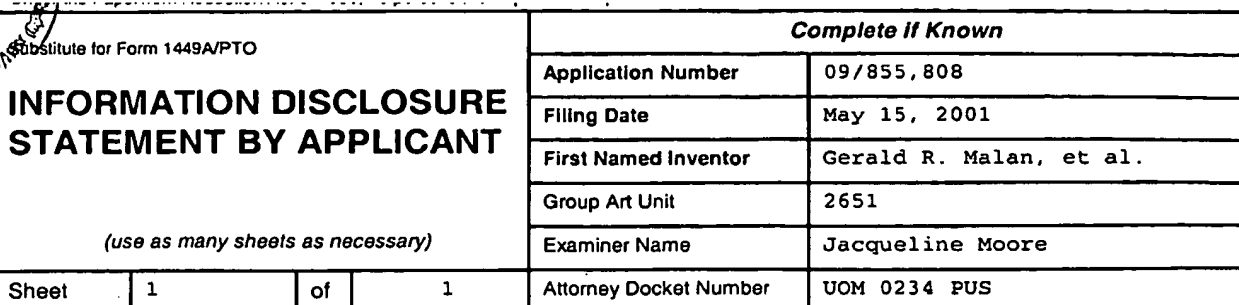 Substitute for Form 1449A/PTO
INFORMATION DISCLOSURE
STATEMENT BY APPLICANT
(use as many sheets as necessary)
Sheet 1 of 1
Complete if Known
Application Number 09/855,808
Filing Date May 15, 2001
First Named Inventor Gerald R. Malan, et al.
Group Art Unit 2651
Examiner Name Jacqueline Moore
Attorney Docket Number UOM 0234 PUS